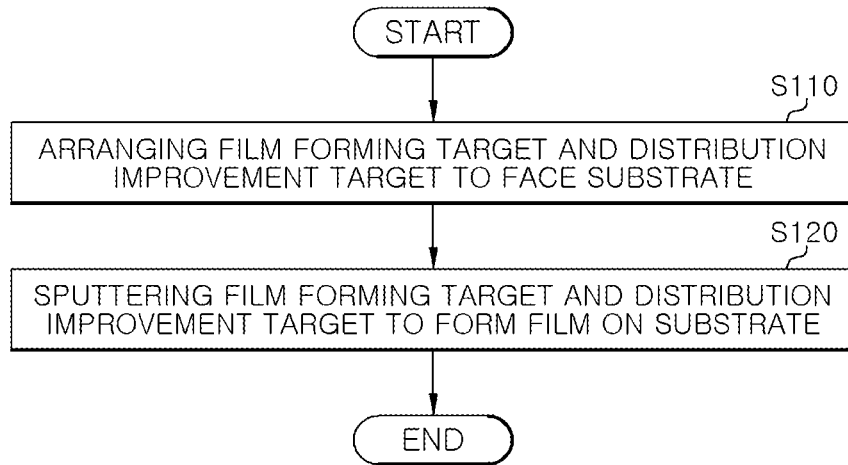 START
S110
ARRANGING FILM FORMING TARGET AND DISTRIBUTION
IMPROVEMENT TARGET TO FACE SUBSTRATE
S120
SPUTTERING FILM FORMING TARGET AND DISTRIBUTION
IMPROVEMENT TARGET TO FORM FILM ON SUBSTRATE
END